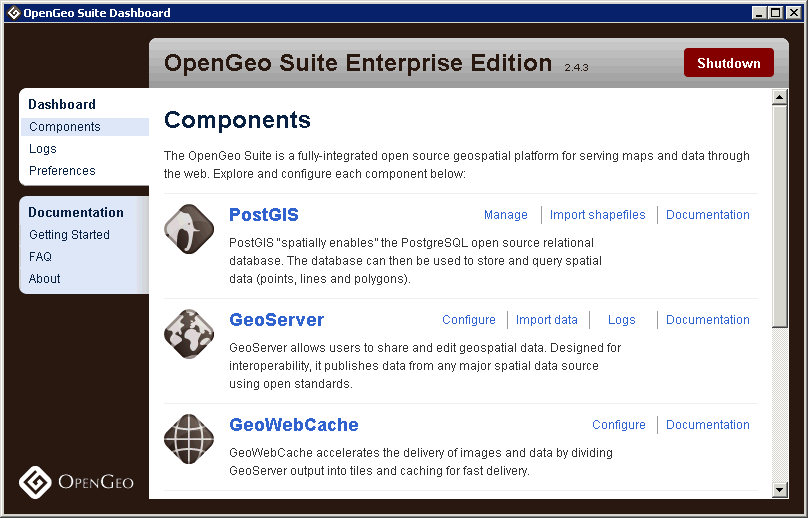 OpenGeo Suite Dashboard
OpenGeo Suite Enterprise Edition 2.4.3
Shutdown
Dashboard
Components
Logs
Preferences
Documentation
Getting Started
FAQ
About
OPENGEO
Components
The OpenGeo Suite is a fully-integrated open source geospatial platform for serving maps and data through
the web. Explore and configure each component below:
PostGIS
Manage
Import shapefiles
Documentation
PostGIS "spatially enables" the PostgreSQL open source relational
database. The database can then be used to store and query spatial
data (points, lines and polygons).
GeoServer
Configure
Import data
Logs
Documentation
GeoServer allows users to share and edit geospatial data. Designed for
interoperability, it publishes data from any major spatial data source
using open standards.
GeoWebCache
Configure
Documentation
GeoWebCache accelerates the delivery of images and data by dividing
GeoServer output into tiles and caching for fast delivery.